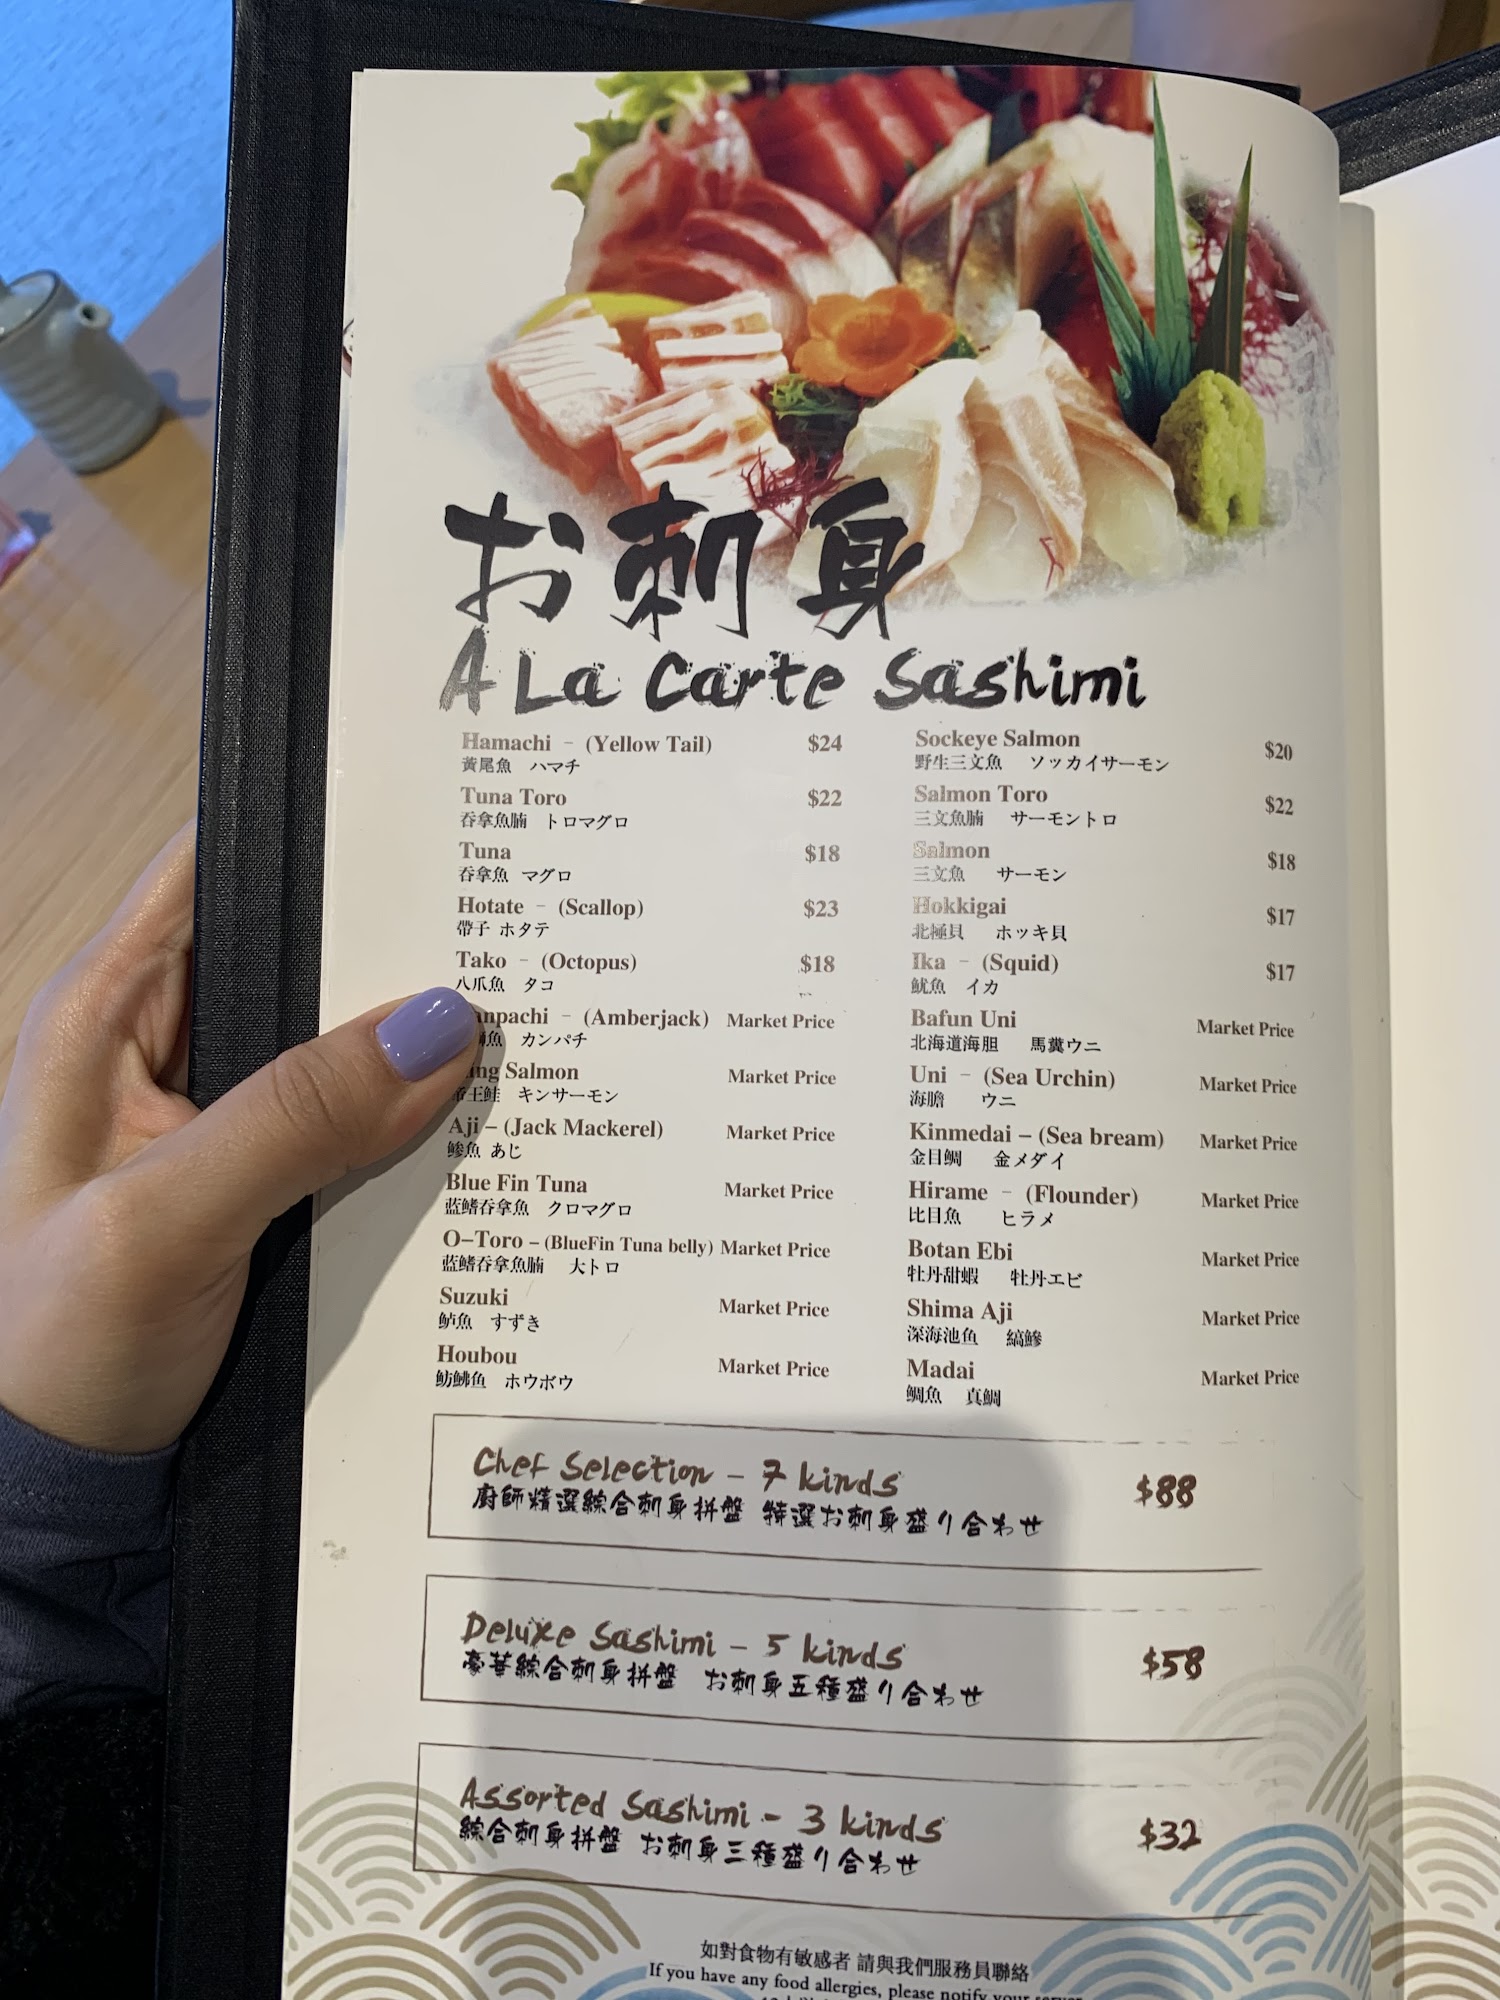 お刺身
A La Carte Sashimi
Hamachi - (Yellow Tail) $24
黃尾魚 ハマチ
Tuna Toro $22
吞拿魚腩 トロマグロ
Tuna $18
吞拿魚 マグロ
Hotate - (Scallop) $23
帶子 ホタテ
Tako - (Octopus) $18
八爪魚 タコ
(Amberjack) Market Price
魚 カンパチ
Salmon Market Price
帝王鮭 キンサーモン
Aji – (Jack Mackerel) Market Price
鰺魚 あじ
Blue Fin Tuna Market Price
蓝鳍吞拿魚 クロマグロ
O-Toro – (BlueFin Tuna belly) Market Price
蓝鳍吞拿魚腩 大トロ
Suzuki Market Price
鲈魚 すずき
Houbou Market Price
ホウボウ
Sockeye Salmon $20
野生三文魚 ソッカイサーモン
Salmon Toro $22
三文魚腩 サーモントロ
Salmon $18
三文魚 サーモン
Hokkigai $17
北極貝 ホッキ貝
Ika - (Squid) $17
魷魚 イカ
Bafun Uni Market Price
北海道海胆 馬糞ウニ
Uni - (Sea Urchin) Market Price
海膽 ウニ
Kinmedai – (Sea bream) Market Price
金目鯛 金メダイ
Hirame - (Flounder) Market Price
比目魚 ヒラメ
Botan Ebi Market Price
牡丹甜蝦 牡丹エビ
Shima Aji Market Price
深海池鱼 縞鰺
Madai Market Price
鯛魚 真鯛
Chef Selection - 7 kinds $88
廚師精選綜合刺身拼盤 特選お刺身盛り合わせ
Deluxe Sashimi - 5 kinds $58
豪華綜合刺身拼盤 お刺身五種盛り合わせ
Assorted Sashimi - 3 kinds $32
綜合刺身拼盤 お刺身三種盛り合わせ
如對食物有敏感者 請與我們服務員聯絡
If you have any food allergies, please notify your server